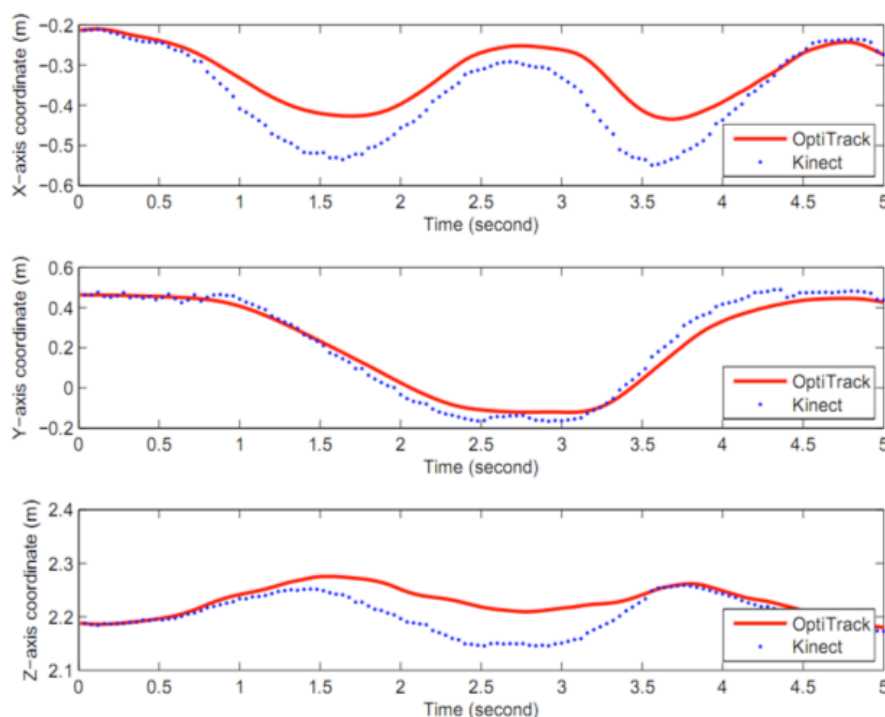 X−axis coordinate (m)
−0.2
−0.3
−0.4
−0.5
−0.6
0 0.5 1 1.5 2 2.5 3 3.5 4 4.5 5
Time (second)
OptiTrack
Kinect
Y−axis coordinate (m)
0.6
0.4
0.2
0
−0.2
0 0.5 1 1.5 2 2.5 3 3.5 4 4.5 5
Time (second)
OptiTrack
Kinect
Z−axis coordinate (m)
2.4
2.3
2.2
2.1
0 0.5 1 1.5 2 2.5 3 3.5 4 4.5 5
Time (second)
OptiTrack
Kinect